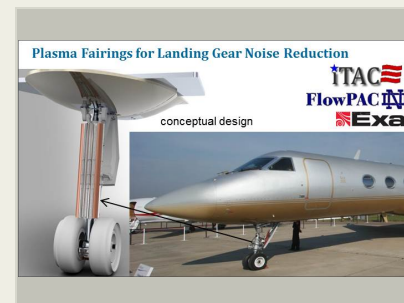 Plasma Fairings for Landing Gear Noise Reduction
iTAC
FlowPAC
Exa
conceptual design